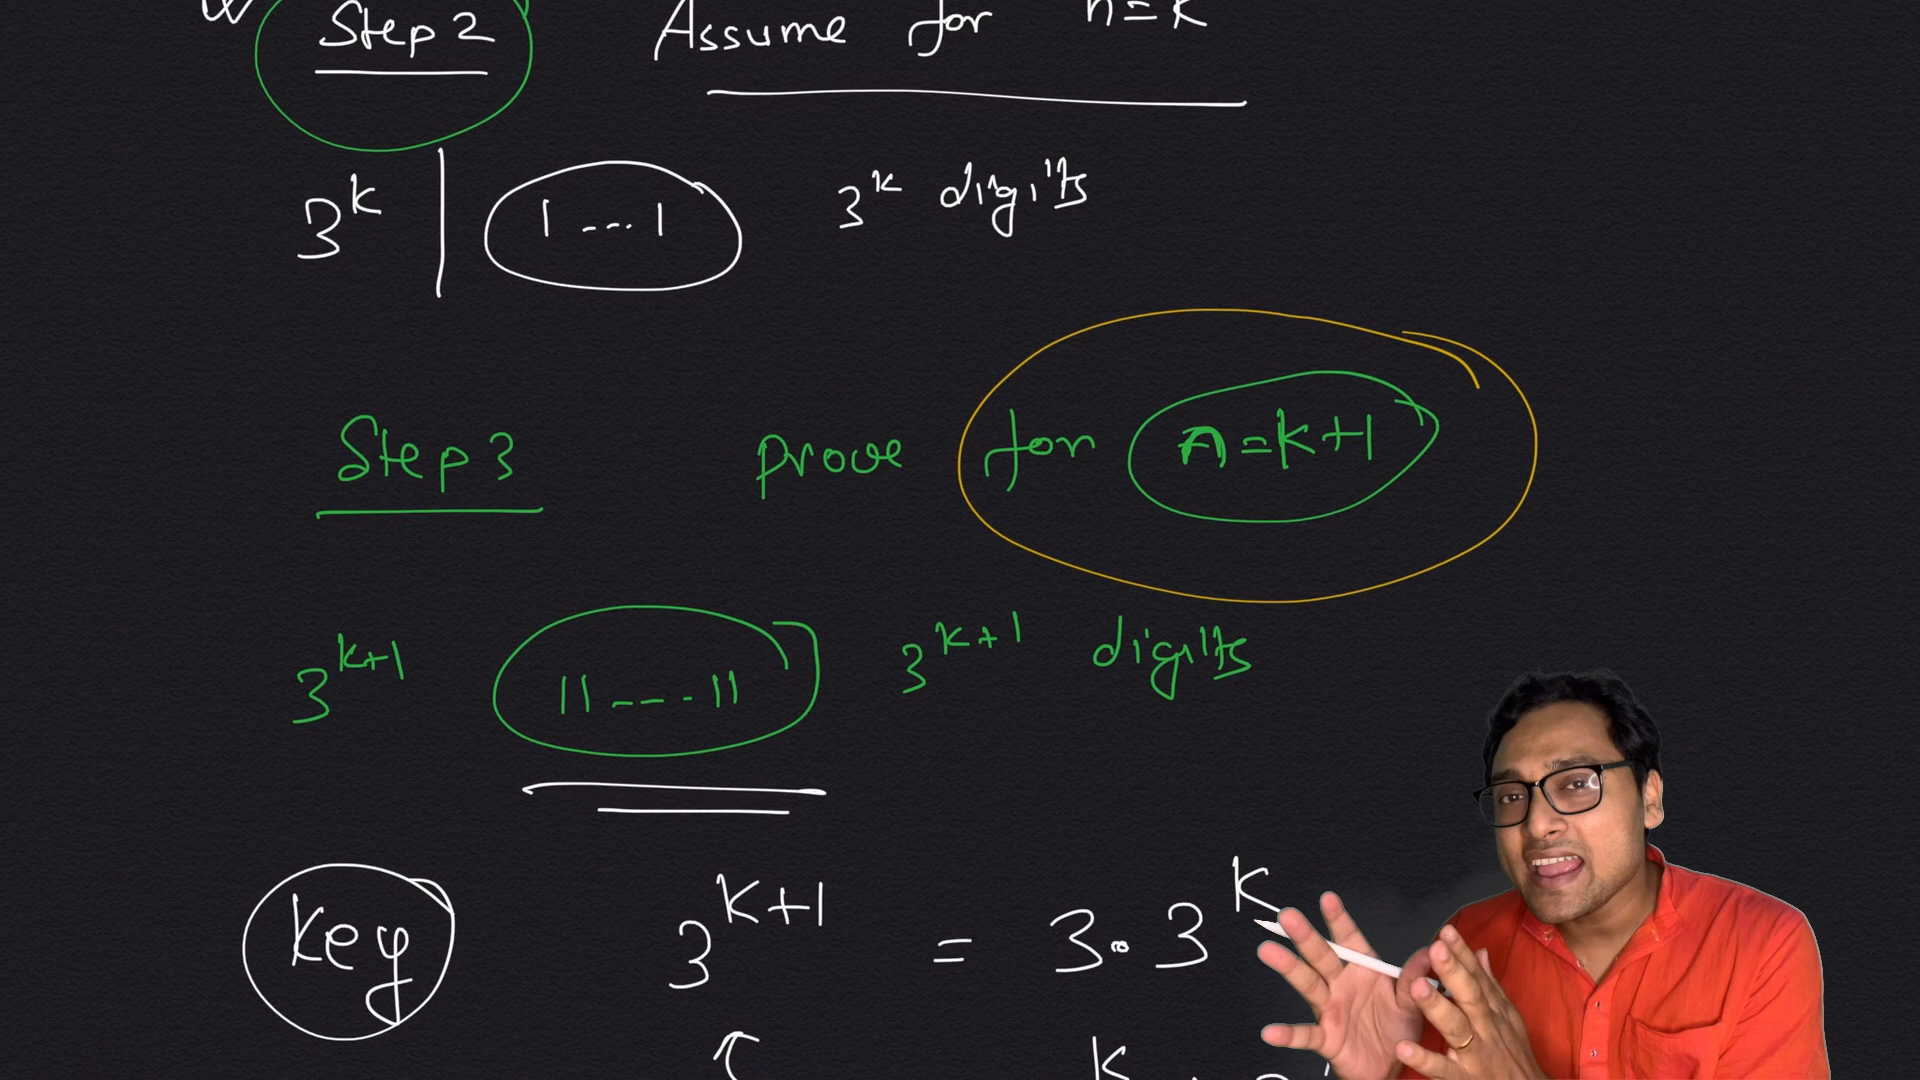 Step 2 Assume for n=k
3^k | 1 --- 1 3^k digits
Step 3 prove for n=k+1
3^{k+1} 11 --- 11 3^{k+1} digits
Key 3^{k+1} = 3·3^k
k